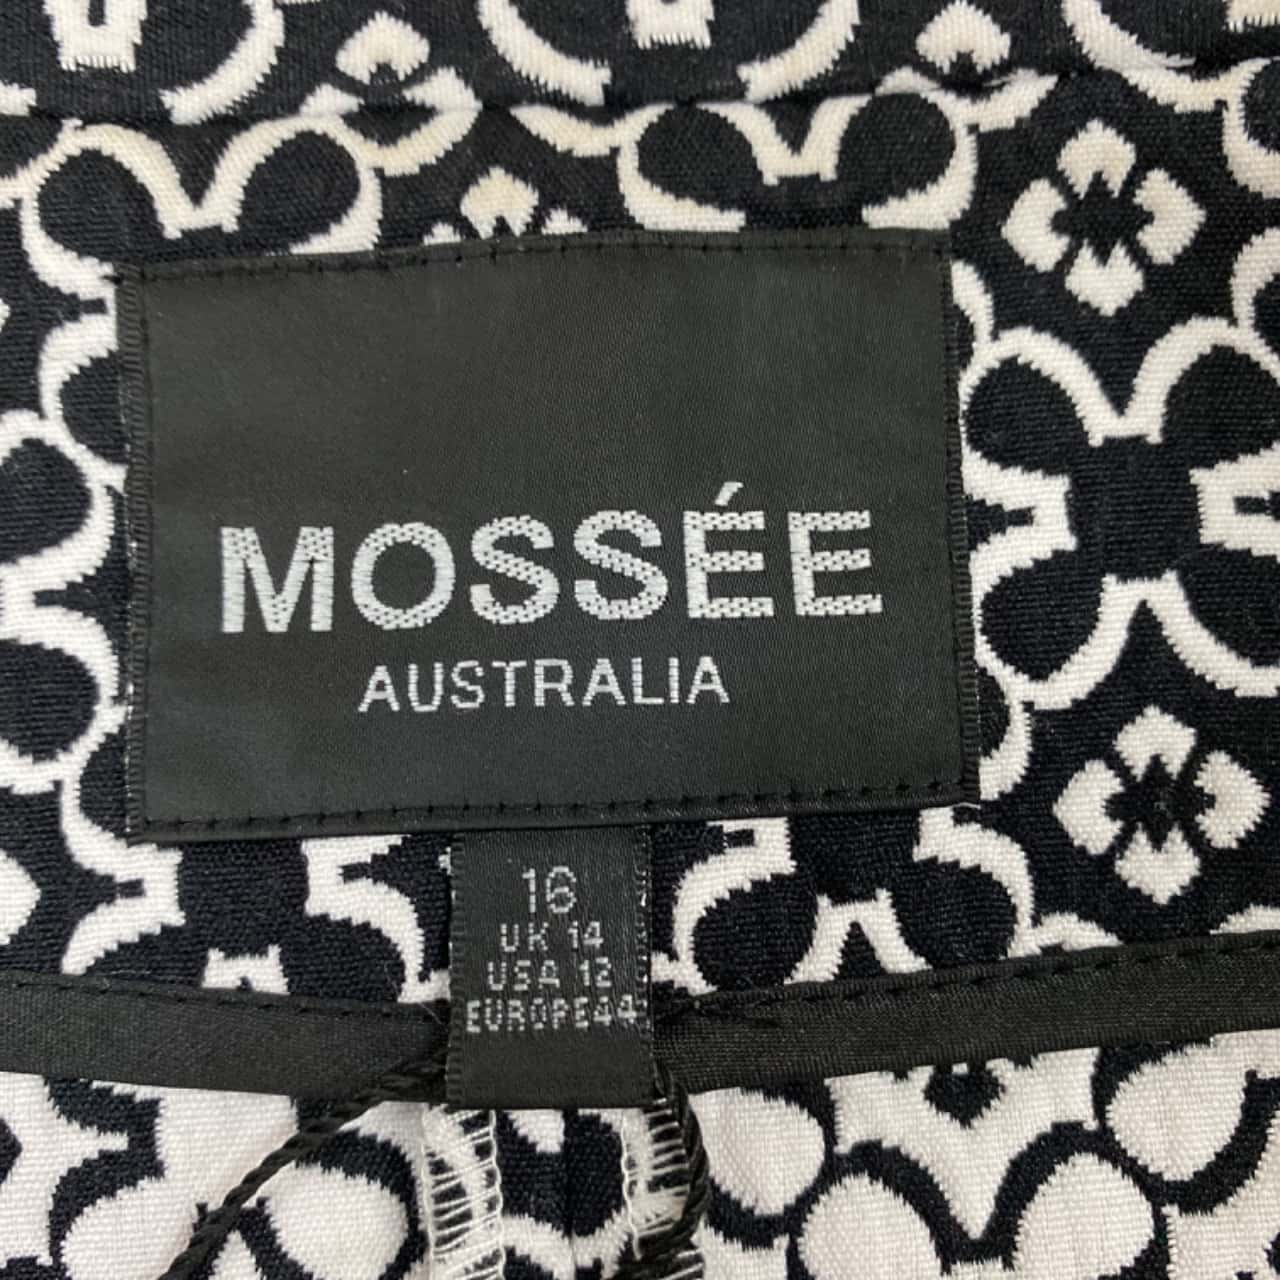 MOSSÉE
AUSTRALIA
16
UK 14
USA 12
EUROPE44